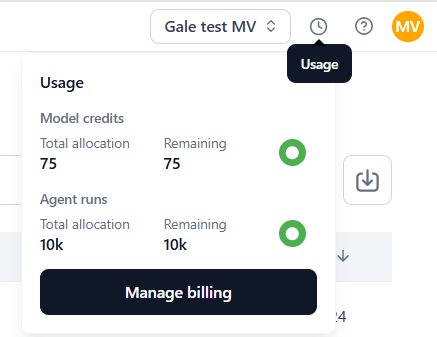 Gale test MV
MV
Usage
Usage
Model credits
Total allocation Remaining
75 75
Agent runs
Total allocation Remaining
10k 10k
Manage billing
24